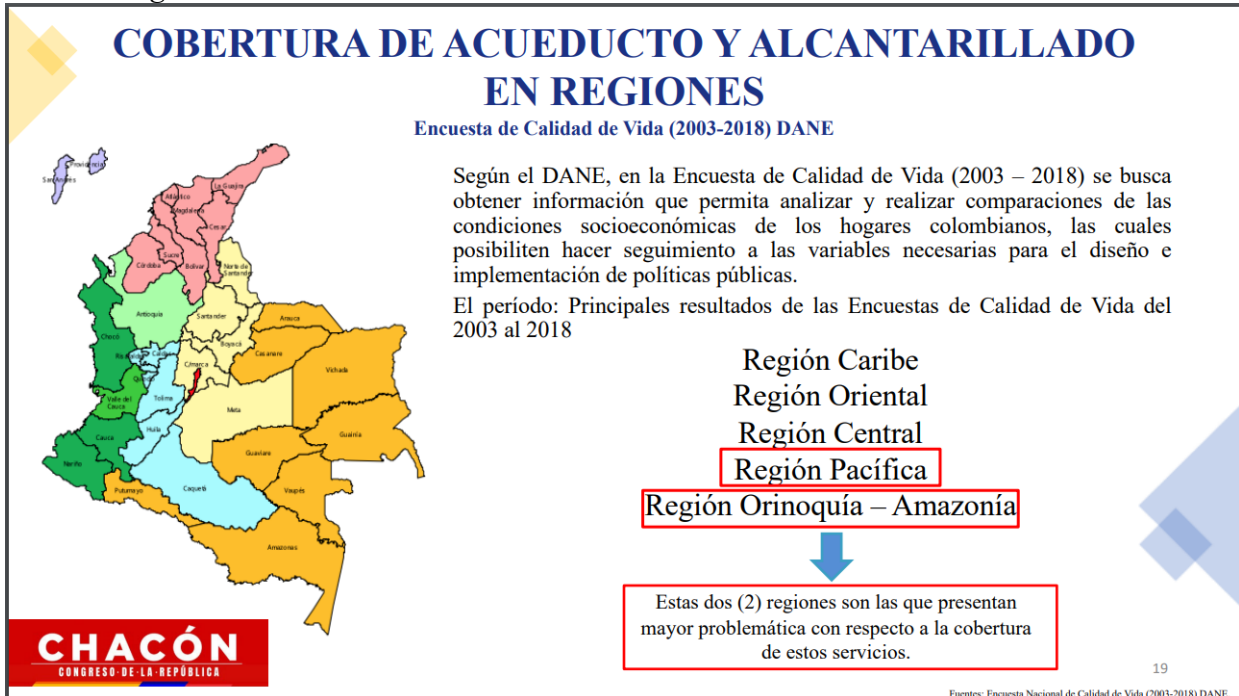 COBERTURA DE ACUEDUCTO Y ALCANTARILLADO
EN REGIONES
Encuesta de Calidad de Vida (2003-2018) DANE
Según el DANE, en la Encuesta de Calidad de Vida (2003 – 2018) se busca
obtener información que permita analizar y realizar comparaciones de las
condiciones socioeconómicas de los hogares colombianos, las cuales
posibiliten hacer seguimiento a las variables necesarias para el diseño e
implementación de políticas públicas.
El período: Principales resultados de las Encuestas de Calidad de Vida del
2003 al 2018
Región Caribe
Región Oriental
Región Central
Región Pacífica
Región Orinoquía – Amazonía
Estas dos (2) regiones son las que presentan
mayor problemática con respecto a la cobertura
de estos servicios.
Providencia
San Andrés
La Guajira
Atlántico
Magdalena
Cesar
Sucre
Córdoba
Bolívar
Norte de
Santander
Antioquia
Santander
Arauca
Chocó
Boyacá
Casanare
Caldas
C/marca
Vichada
Valle del
Cauca
Tolima
Meta
Huila
Guainía
Cauca
Guaviare
Nariño
Putumayo
Caquetá
Vaupés
Amazonas
CHACÓN
CONGRESO·DE·LA·REPÚBLICA
19
Fuentes: Encuesta Nacional de Calidad de Vida (2003-2018) DANE